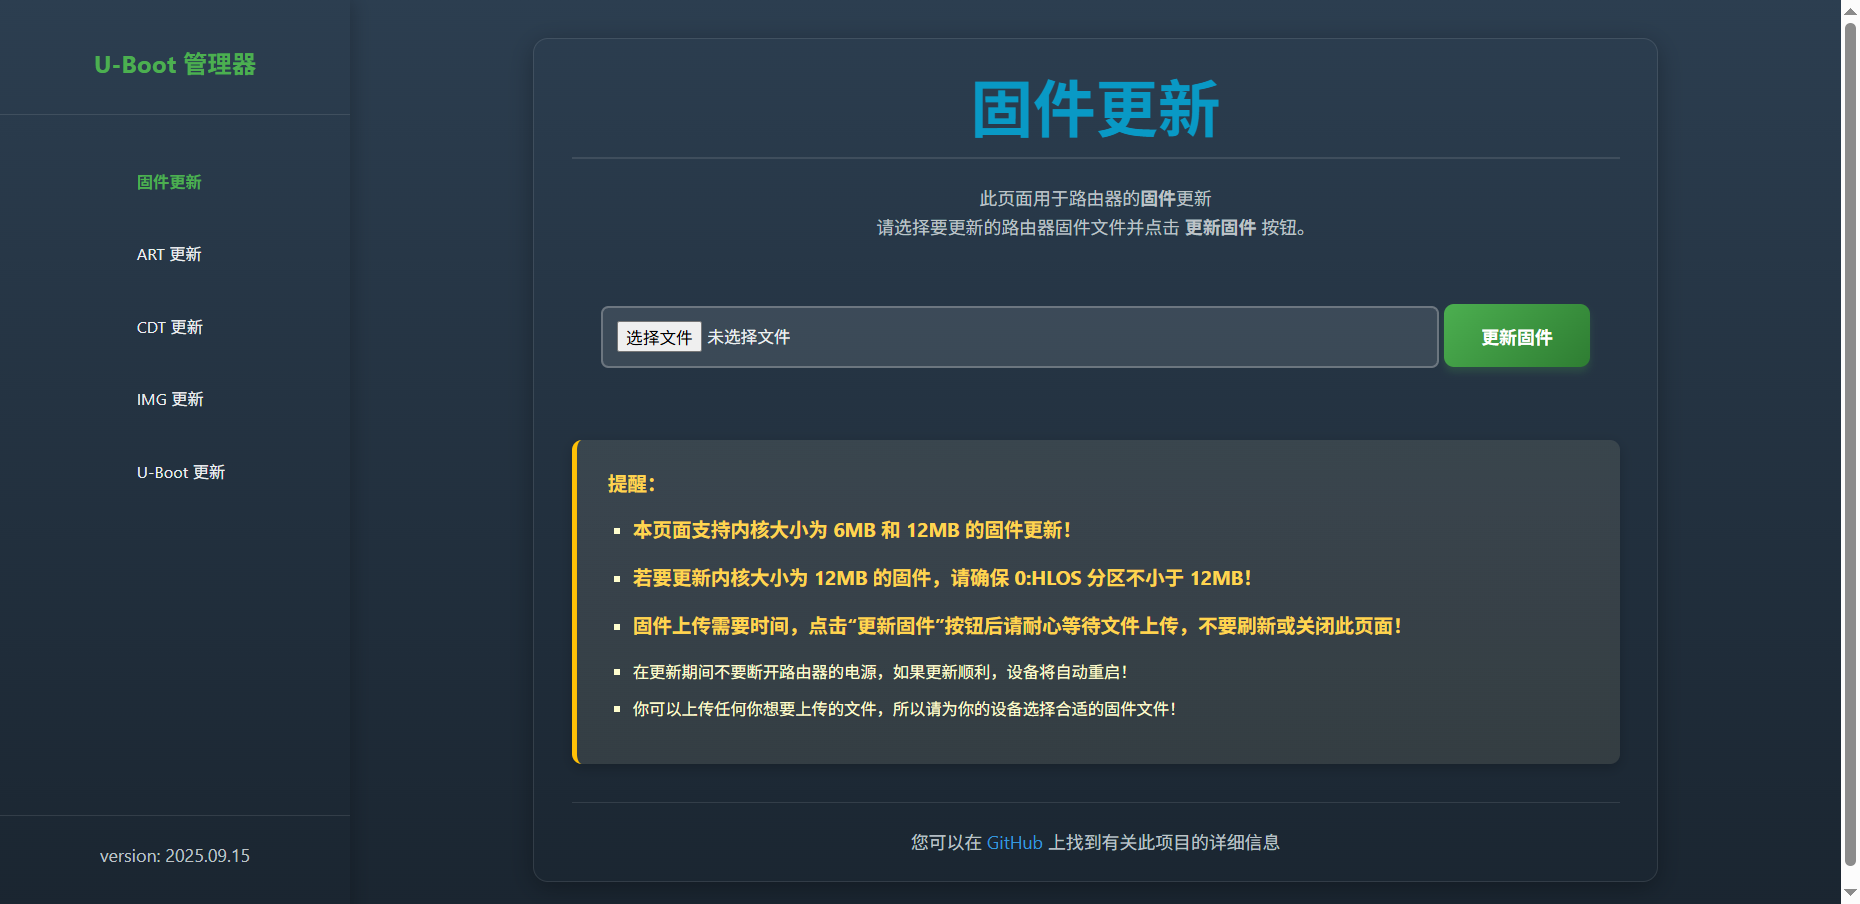 U-Boot 管理器
固件更新
ART 更新
CDT 更新
IMG 更新
U-Boot 更新
version: 2025.09.15
固件更新
此页面用于路由器的固件更新
请选择要更新的路由器固件文件并点击 更新固件 按钮。
选择文件 未选择文件
更新固件
提醒：
本页面支持内核大小为 6MB 和 12MB 的固件更新！
若要更新内核大小为 12MB 的固件，请确保 0:HLOS 分区不小于 12MB！
固件上传需要时间，点击“更新固件”按钮后请耐心等待文件上传，不要刷新或关闭此页面！
在更新期间不要断开路由器的电源，如果更新顺利，设备将自动重启！
你可以上传任何你想要上传的文件，所以请为你的设备选择合适的固件文件！
您可以在 GitHub 上找到有关此项目的详细信息